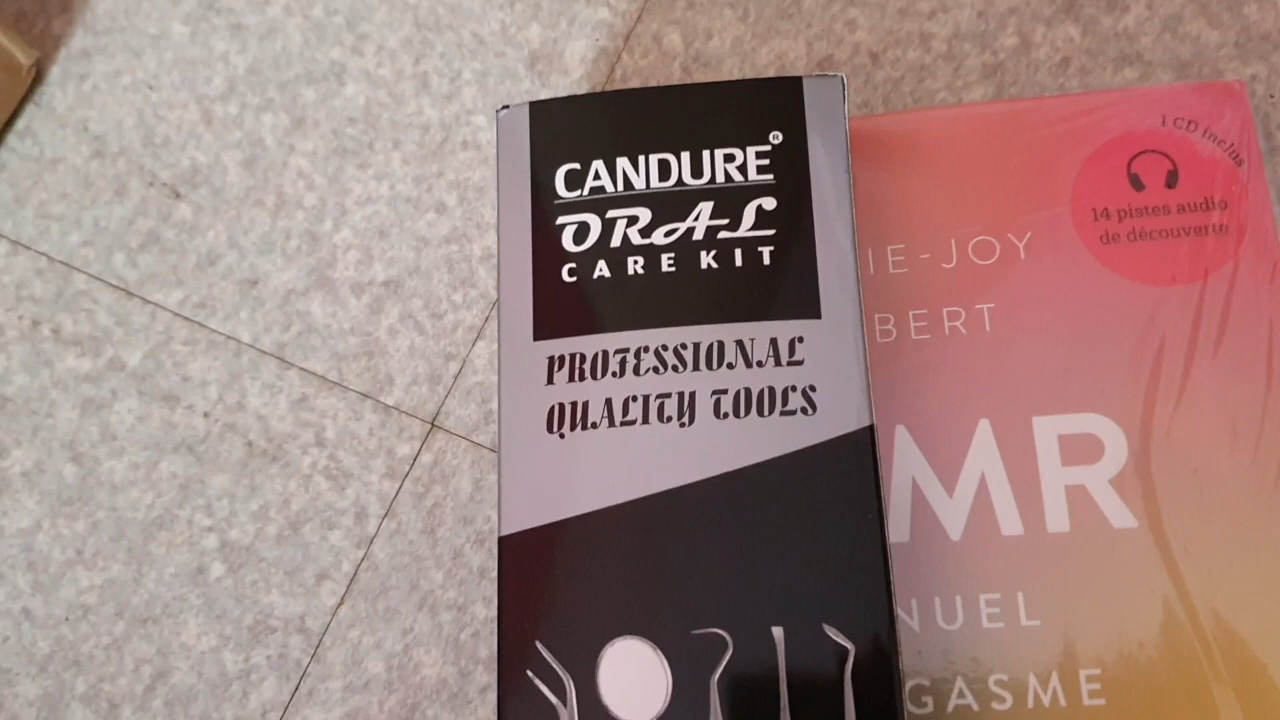 CANDURE®
ORAL
CARE KIT
PROFESSIONAL
QUALITY TOOLS
1 CD inclus
14 pistes audio
de découverte
IE-JOY
BERT
MR
NUEL
GASME